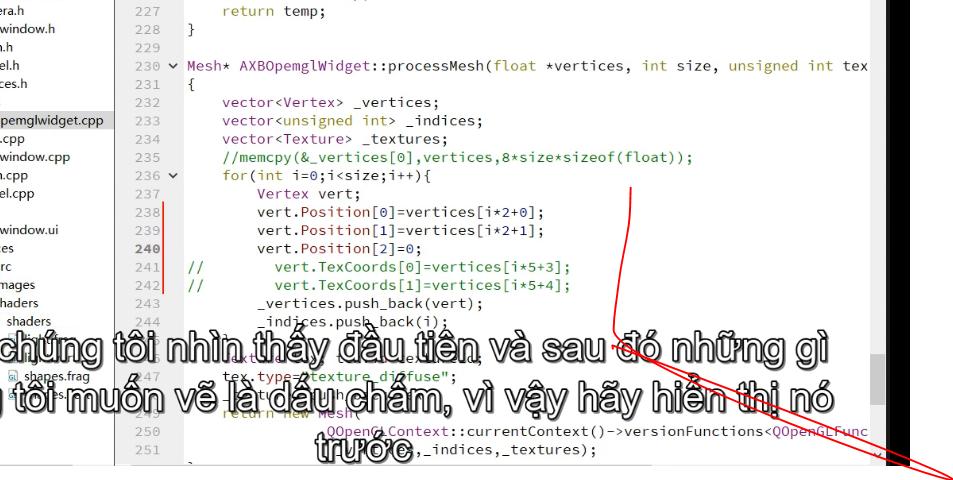 era.h
window.h
n.h
el.h
ces.h
pemglwidget.cpp
.cpp
window.cpp
n.cpp
el.cpp
window.ui
ces
rc
mages
haders
shaders
shapes.frag
227 return temp;
228 }
229
230 Mesh* AXBOpemglWidget::processMesh(float *vertices, int size, unsigned int tex
231 {
232 vector<Vertex> _vertices;
233 vector<unsigned int> _indices;
234 vector<Texture> _textures;
235 //memcpy(&_vertices[0],vertices,8*size*sizeof(float));
236 for(int i=0;i<size;i++){
237 Vertex vert;
238 vert.Position[0]=vertices[i*2+0];
239 vert.Position[1]=vertices[i*2+1];
240 vert.Position[2]=0;
241 // vert.TexCoords[0]=vertices[i*5+3];
242 // vert.TexCoords[1]=vertices[i*5+4];
243 _vertices.push_back(vert);
244 _indices.push_back(i);
247 tex.type="texture_diffuse";
return new Mesh(
250 QOpenGLContext::currentContext()->versionFunctions<QOpenGLFunc
251 _vertices,_indices,_textures);
chúng tôi nhìn thấy đầu tiên và sau đó những gì
tôi muốn vẽ là dấu chấm, vì vậy hãy hiển thị nó
trước